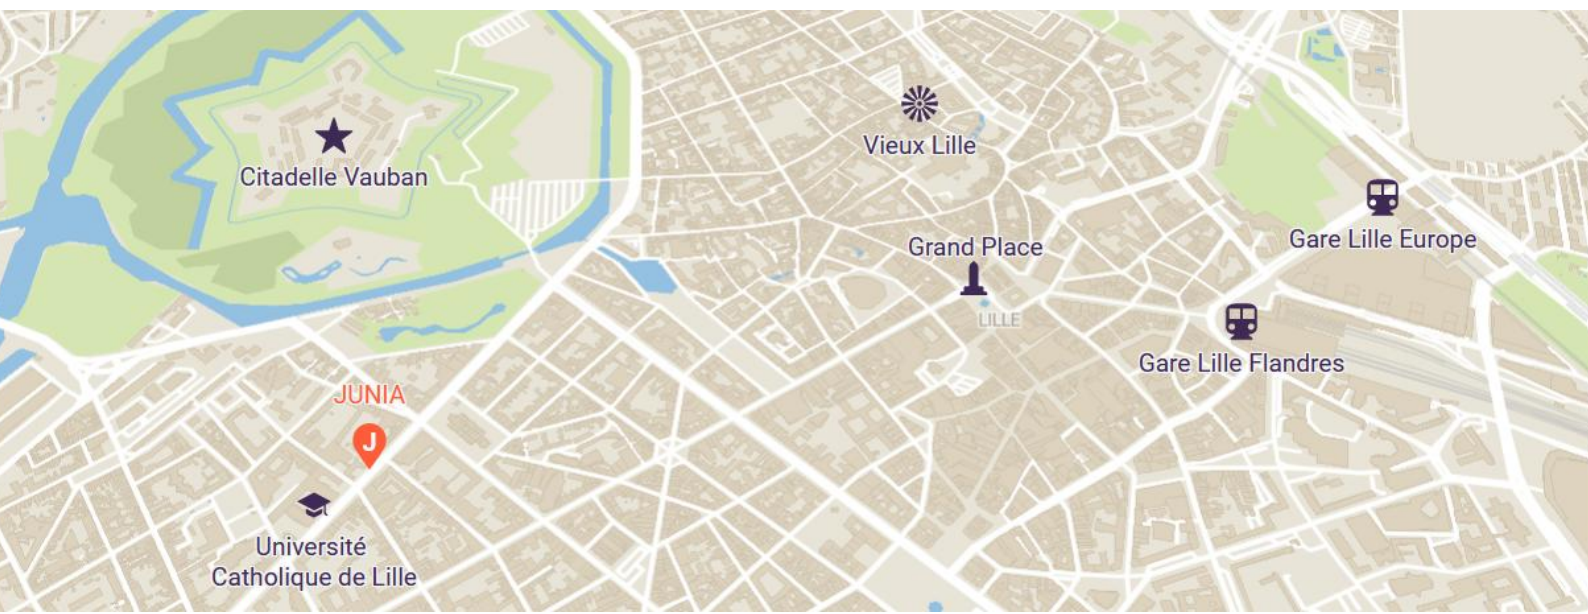 Vieux Lille
Citadelle Vauban
Gare Lille Europe
Grand Place
LILLE
Gare Lille Flandres
JUNIA
J
Université
Catholique de Lille